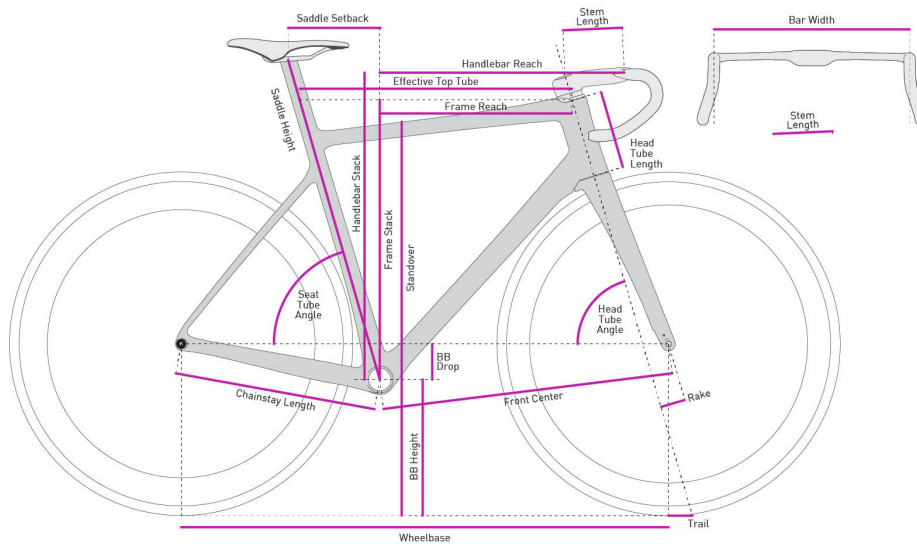 Saddle Setback
Stem
Length
Bar Width
Handlebar Reach
Effective Top Tube
Frame Reach
Saddle Height
Stem
Length
Head
Tube
Length
Handlebar Stack
Frame Stack
Standover
Seat
Tube
Angle
Head
Tube
Angle
BB
Drop
Chainstay Length
Front Center
Rake
BB Height
Trail
Wheelbase